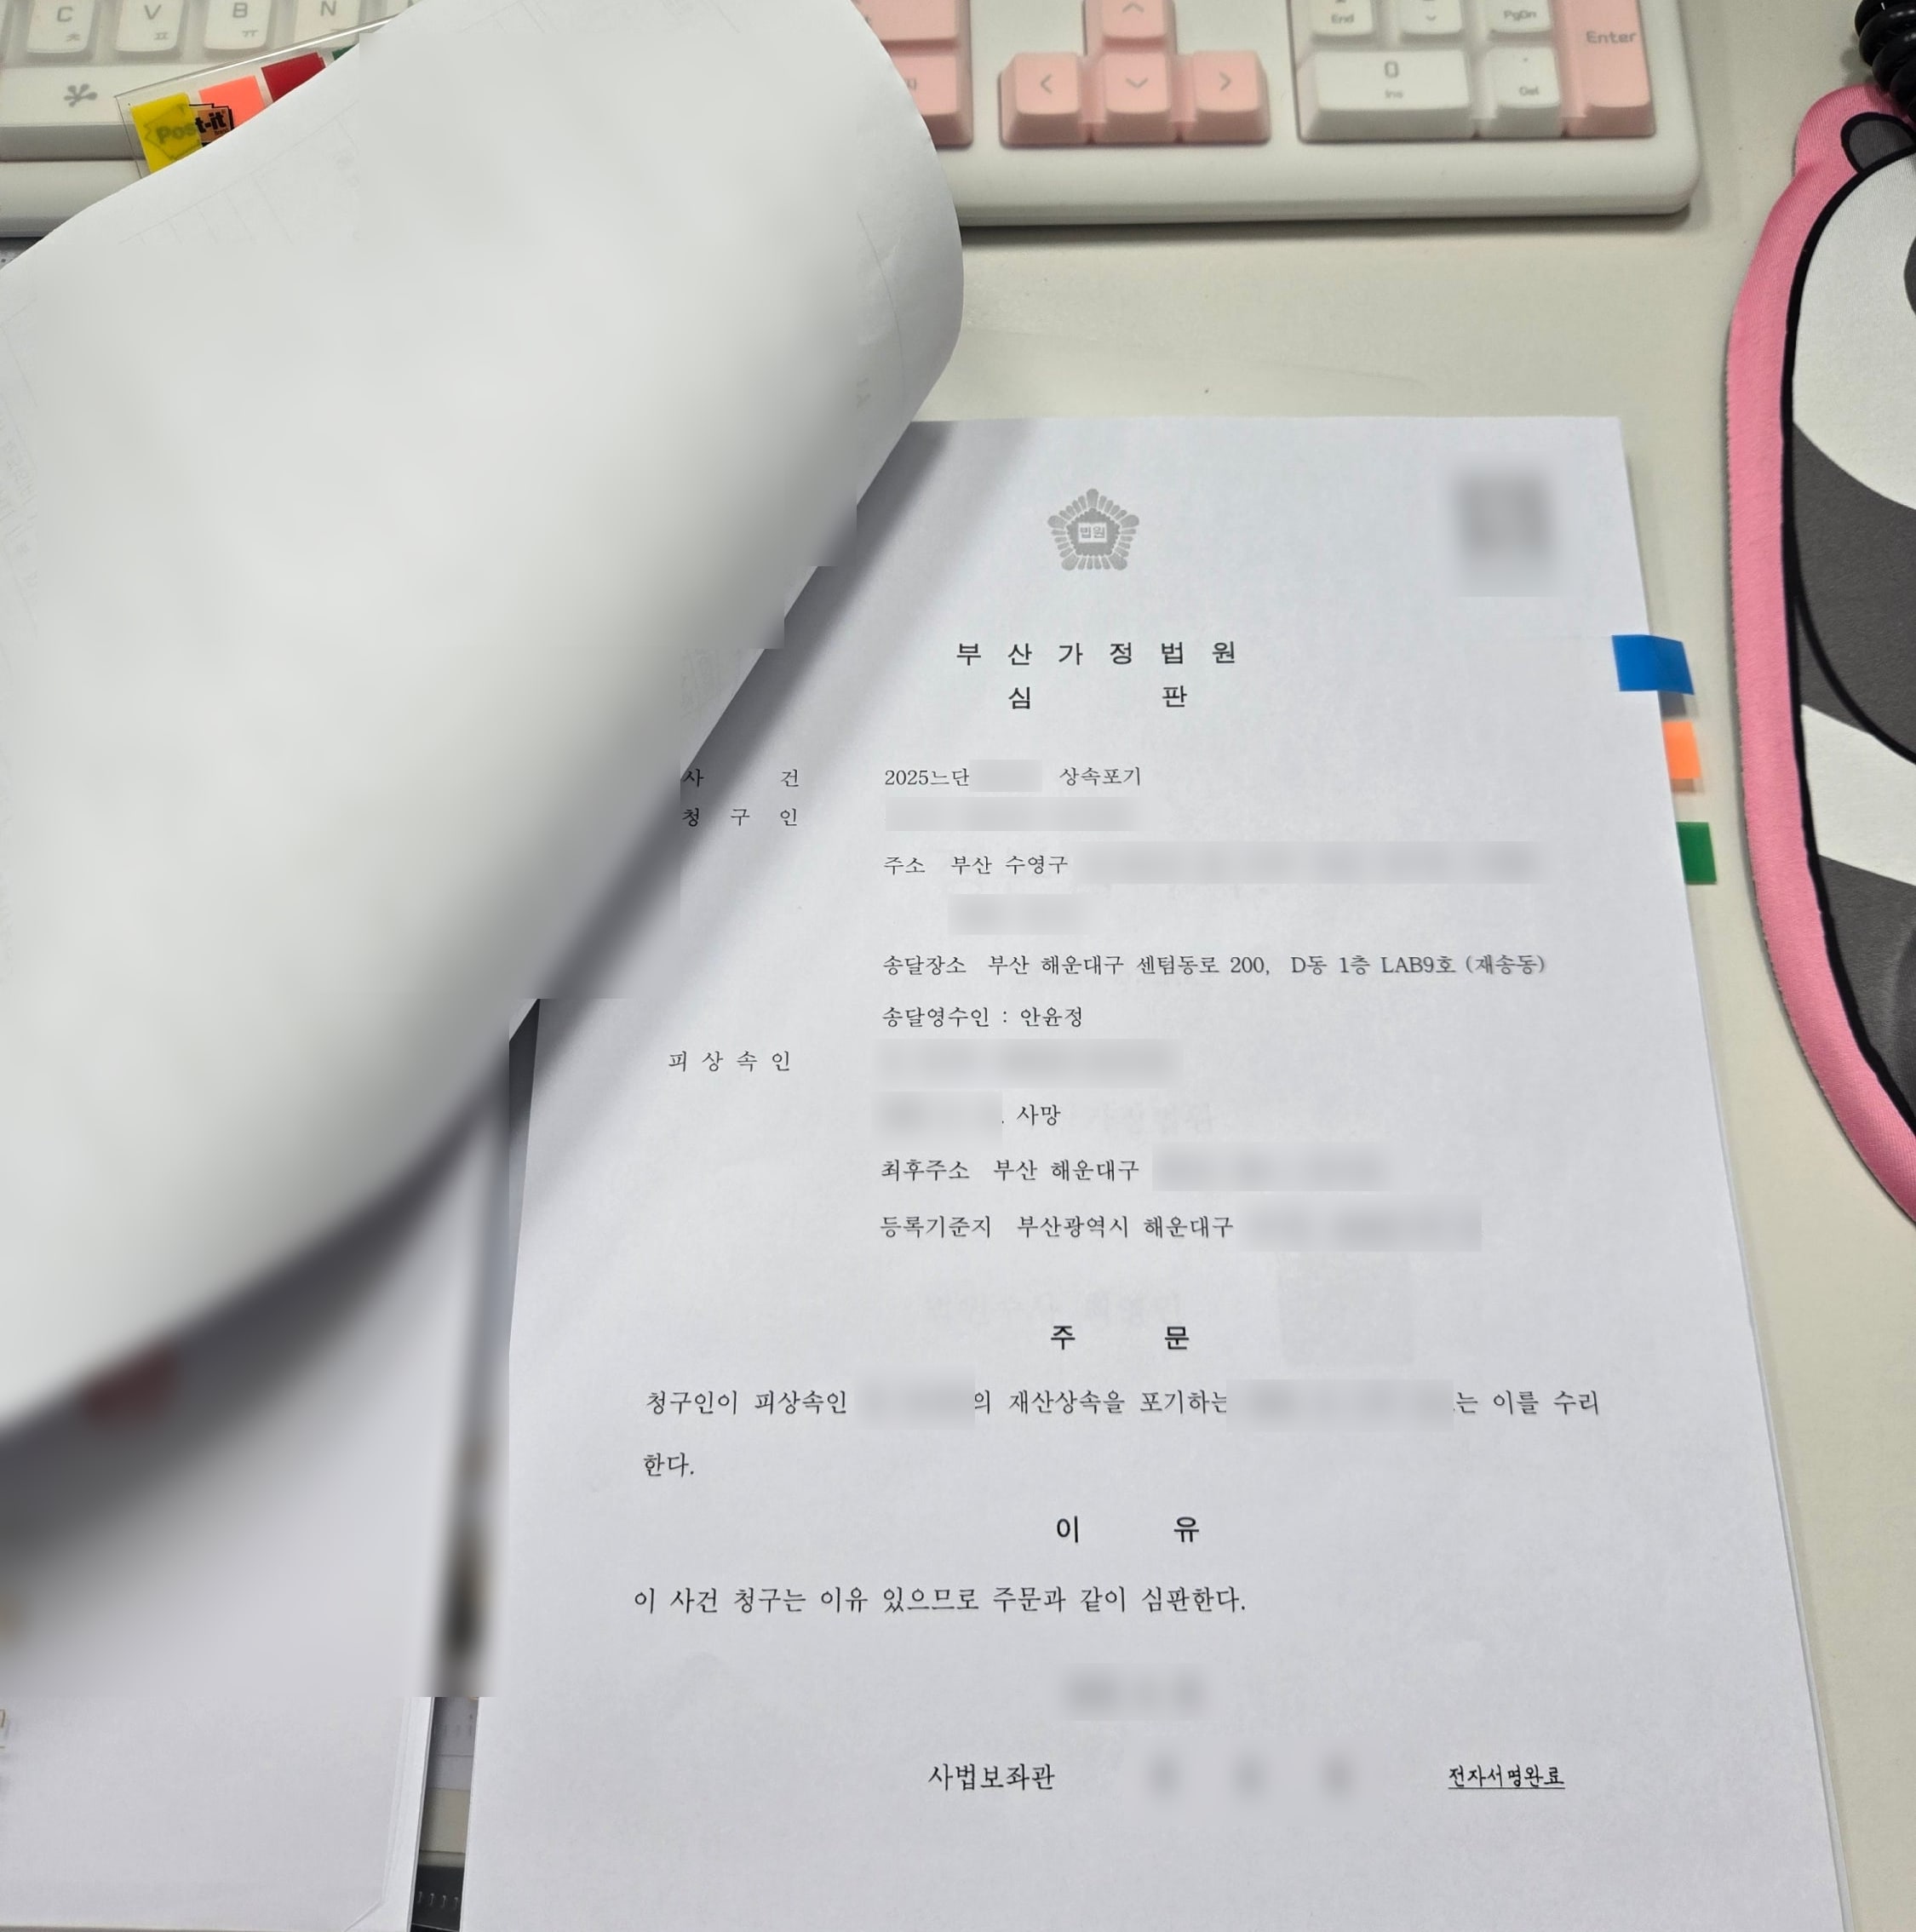 C V B N
ㅊ ㅍ ㅠ
Post-it
End PgDn
Enter
0
Ins Del
법원
부산가정법원
심 판
사 건 2025느단 상속포기
청 구 인
주소 부산 수영구
송달장소 부산 해운대구 센텀동로 200, D동 1층 LAB9호 (재송동)
송달영수인 : 안윤정
피 상 속 인
. 사망
최후주소 부산 해운대구
등록기준지 부산광역시 해운대구
주 문
청구인이 피상속인 의 재산상속을 포기하는 는 이를 수리
한다.
이 유
이 사건 청구는 이유 있으므로 주문과 같이 심판한다.
사법보좌관 전자서명완료